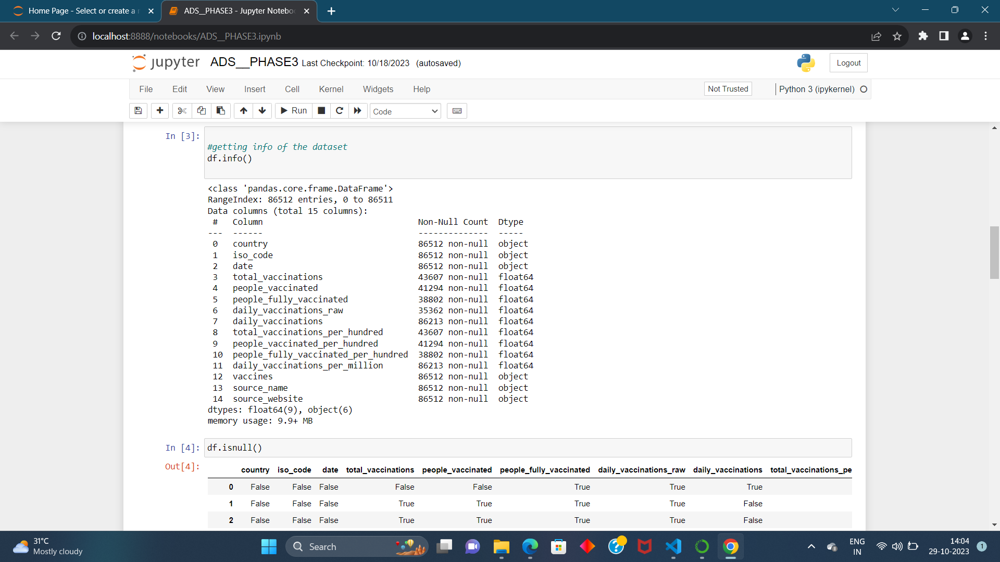 Home Page - Select or create a n
ADS__PHASE3 - Jupyter Notebo
localhost:8888/notebooks/ADS__PHASE3.ipynb
jupyter ADS__PHASE3 Last Checkpoint: 10/18/2023 (autosaved) Logout
File Edit View Insert Cell Kernel Widgets Help Not Trusted Python 3 (ipykernel)
Run Code
In [3]:
#getting info of the dataset
df.info()
<class 'pandas.core.frame.DataFrame'>
RangeIndex: 86512 entries, 0 to 86511
Data columns (total 15 columns):
 #   Column                               Non-Null Count  Dtype
---  ------                               --------------  -----
 0   country                              86512 non-null  object
 1   iso_code                             86512 non-null  object
 2   date                                 86512 non-null  object
 3   total_vaccinations                   43607 non-null  float64
 4   people_vaccinated                    41294 non-null  float64
 5   people_fully_vaccinated              38802 non-null  float64
 6   daily_vaccinations_raw               35362 non-null  float64
 7   daily_vaccinations                   86213 non-null  float64
 8   total_vaccinations_per_hundred       43607 non-null  float64
 9   people_vaccinated_per_hundred        41294 non-null  float64
 10  people_fully_vaccinated_per_hundred  38802 non-null  float64
 11  daily_vaccinations_per_million       86213 non-null  float64
 12  vaccines                             86512 non-null  object
 13  source_name                          86512 non-null  object
 14  source_website                       86512 non-null  object
dtypes: float64(9), object(6)
memory usage: 9.9+ MB
In [4]: df.isnull()
Out[4]:
country iso_code date total_vaccinations people_vaccinated people_fully_vaccinated daily_vaccinations_raw daily_vaccinations total_vaccinations_pe
0 False False False False False True True True
1 False False False True True True True False
2 False False False True True True True False
31°C
Mostly cloudy
Search
ENG
IN
14:04
29-10-2023
1